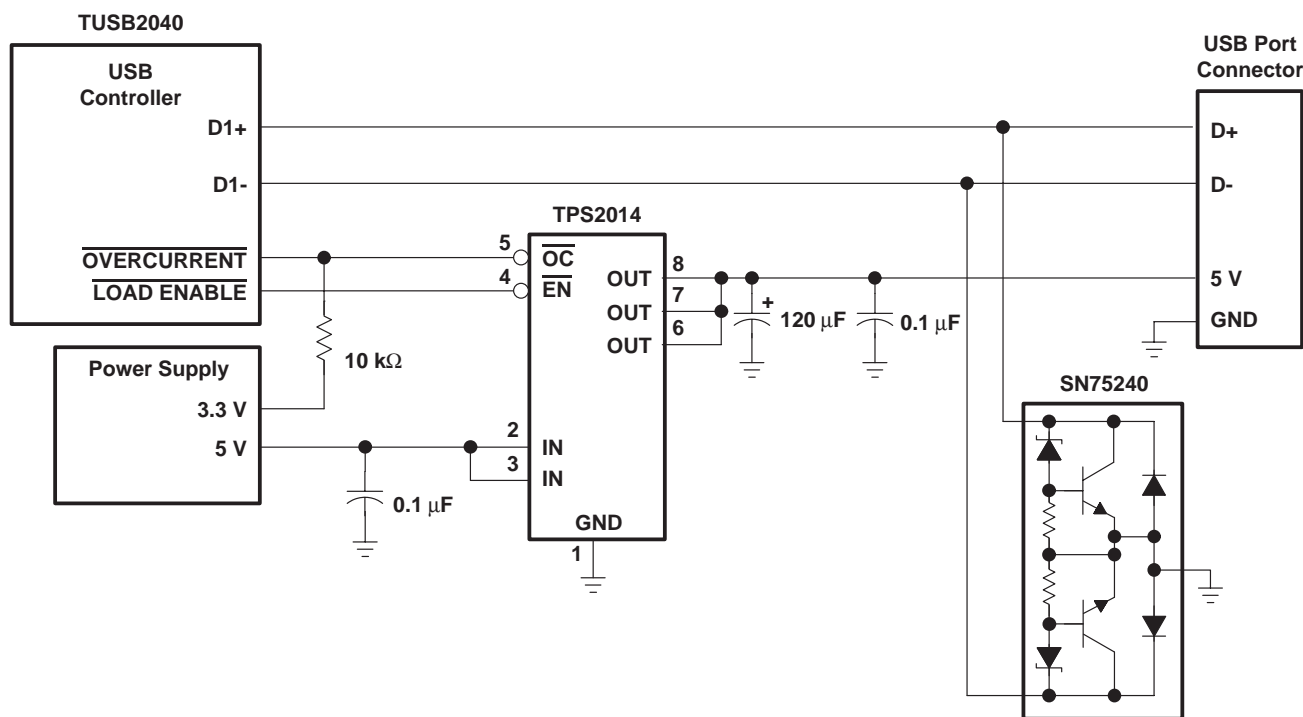 TUSB2040
USB
Controller
D1+
D1-
OVERCURRENT
LOAD ENABLE
Power Supply
3.3 V
5 V
10 kΩ
0.1 μF
TPS2014
5
OC
4
EN
2
IN
3
IN
GND
1
8
OUT
7
OUT
6
OUT
+
120 μF
0.1 μF
USB Port
Connector
D+
D-
5 V
GND
SN75240